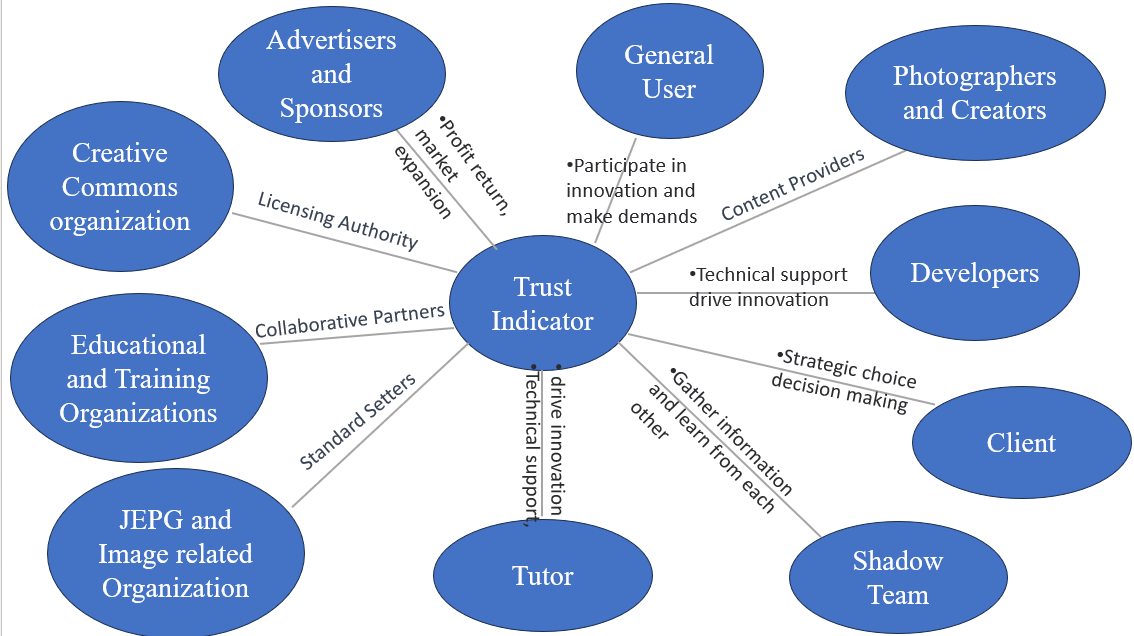 Advertisers
and
Sponsors
General
User
Photographers
and Creators
Creative
Commons
organization
•Profit return,
market
expansion
•Participate in
innovation and
make demands
Content Providers
Licensing Authority
Developers
•Technical support
drive innovation
Trust
Indicator
Collaborative Partners
Educational
and Training
Organizations
•Strategic choice
decision making
Client
Standard Setters
• drive innovation
•Technical support,
•Gather information
and learn from each
other
JEPG and
Image related
Organization
Tutor
Shadow
Team